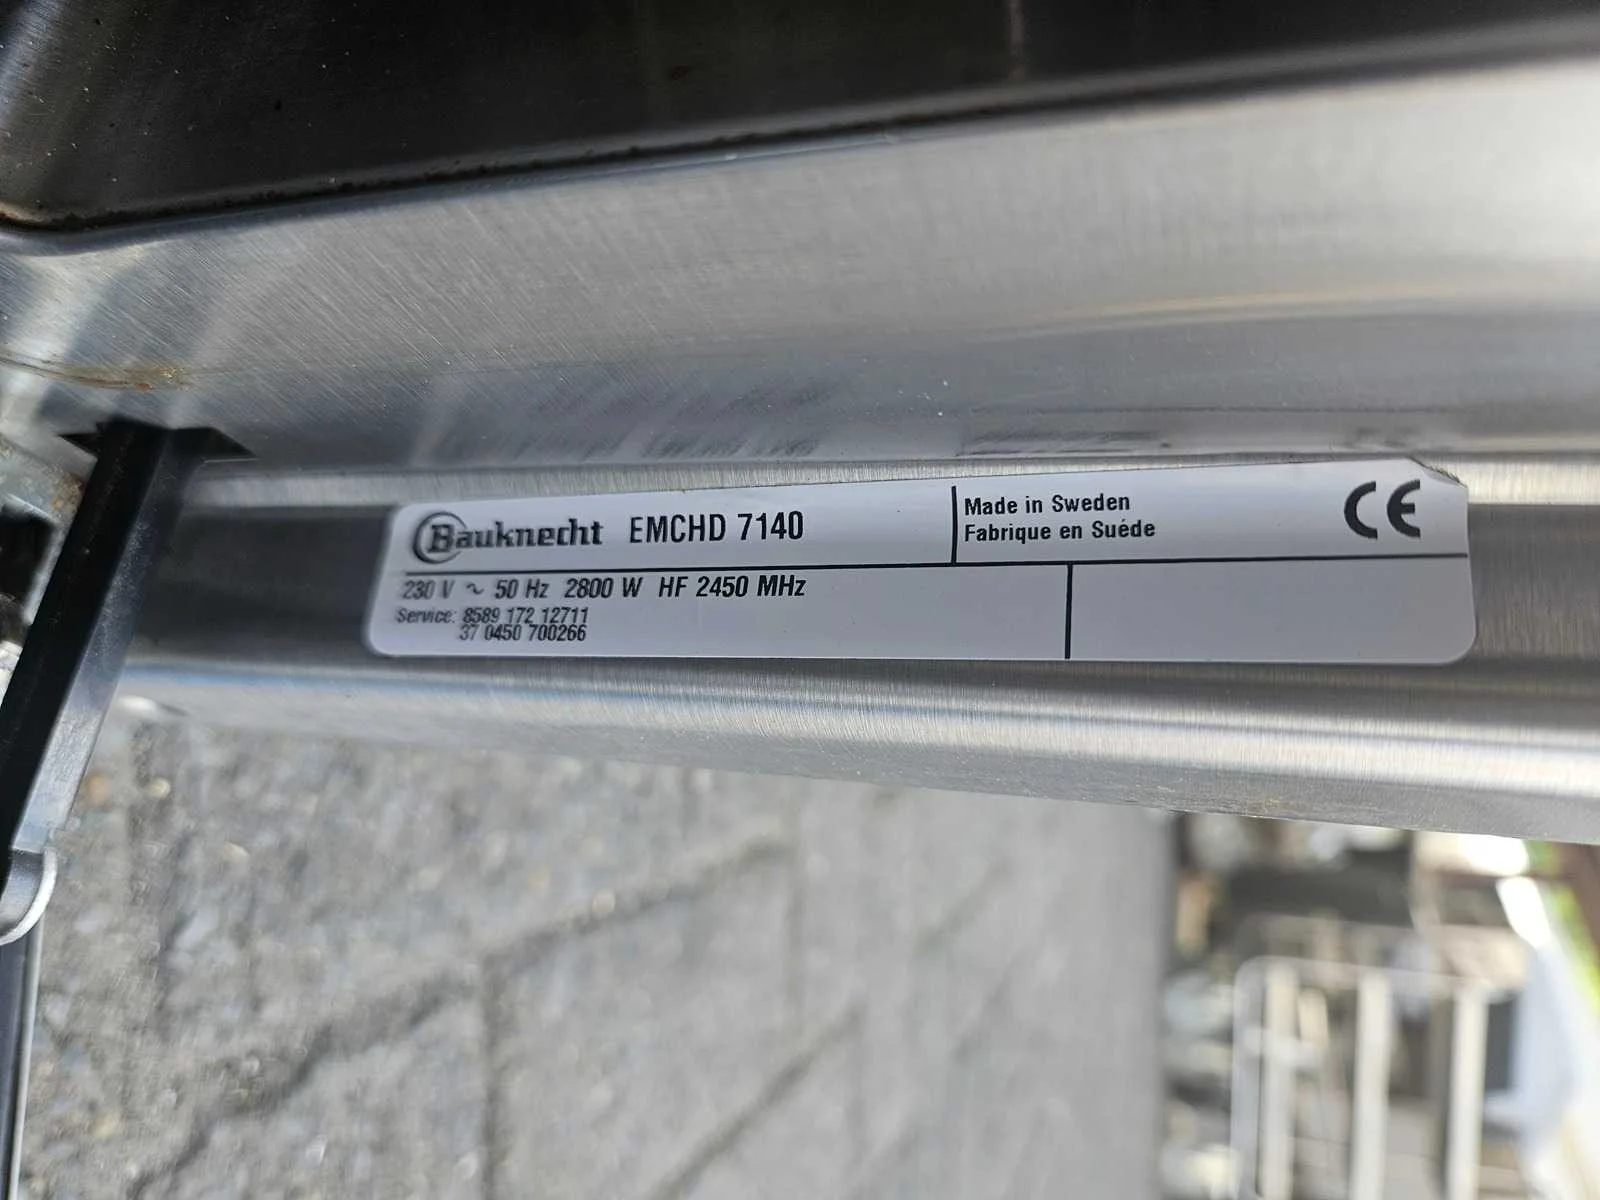 Bauknecht EMCHD 7140
Made in Sweden
Fabrique en Suéde
CE
230 V ~ 50 Hz 2800 W HF 2450 MHz
Service: 8589 172 12711
37 0450 700266